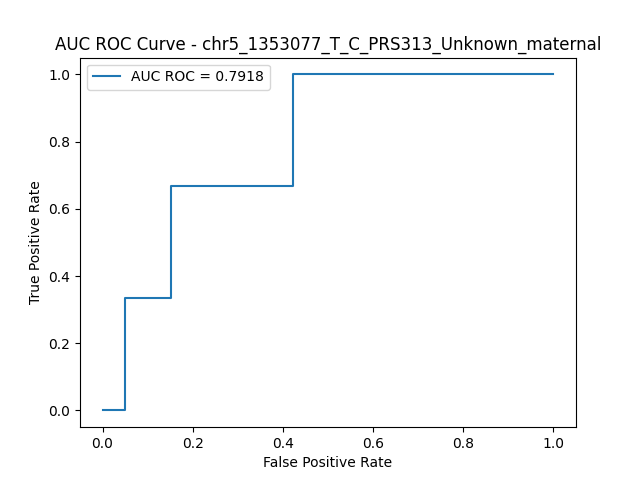 AUC ROC Curve - chr5_1353077_T_C_PRS313_Unknown_maternal
AUC ROC = 0.7918
1.0
0.8
0.6
0.4
0.2
0.0
True Positive Rate
0.0 0.2 0.4 0.6 0.8 1.0
False Positive Rate